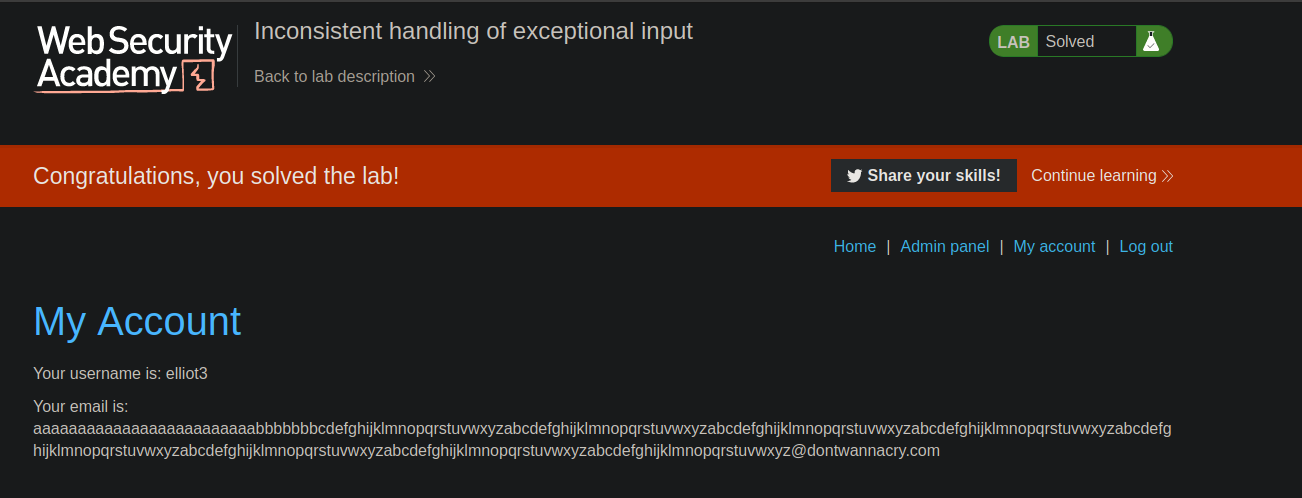 Web Security
Academy
Inconsistent handling of exceptional input
Back to lab description
LAB Solved
Congratulations, you solved the lab!
Share your skills!
Continue learning
Home | Admin panel | My account | Log out
My Account
Your username is: elliot3
Your email is:
aaaaaaaaaaaaaaaaaaaaaaaaabbbbbbbcdefghijklmnopqrstuvwxyzabcdefghijklmnopqrstuvwxyzabcdefghijklmnopqrstuvwxyzabcdefghijklmnopqrstuvwxyzabcdefg
hijklmnopqrstuvwxyzabcdefghijklmnopqrstuvwxyzabcdefghijklmnopqrstuvwxyzabcdefghijklmnopqrstuvwxyz@dontwannacry.com